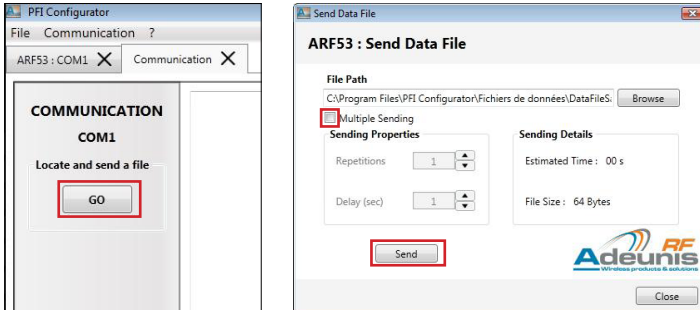 PFI Configurator
File Communication ?
ARF53 : COM1 Communication
COMMUNICATION
COM1
Locate and send a file
GO
Send Data File
ARF53 : Send Data File
File Path
C:\Program Files\PFI Configurator\Fichiers de données\DataFileS
Browse
Multiple Sending
Sending Properties
Repetitions 1
Delay (sec) 1
Sending Details
Estimated Time : 00 s
File Size : 64 Bytes
Send
Adeunis RF
Wireless products & solutions
Close